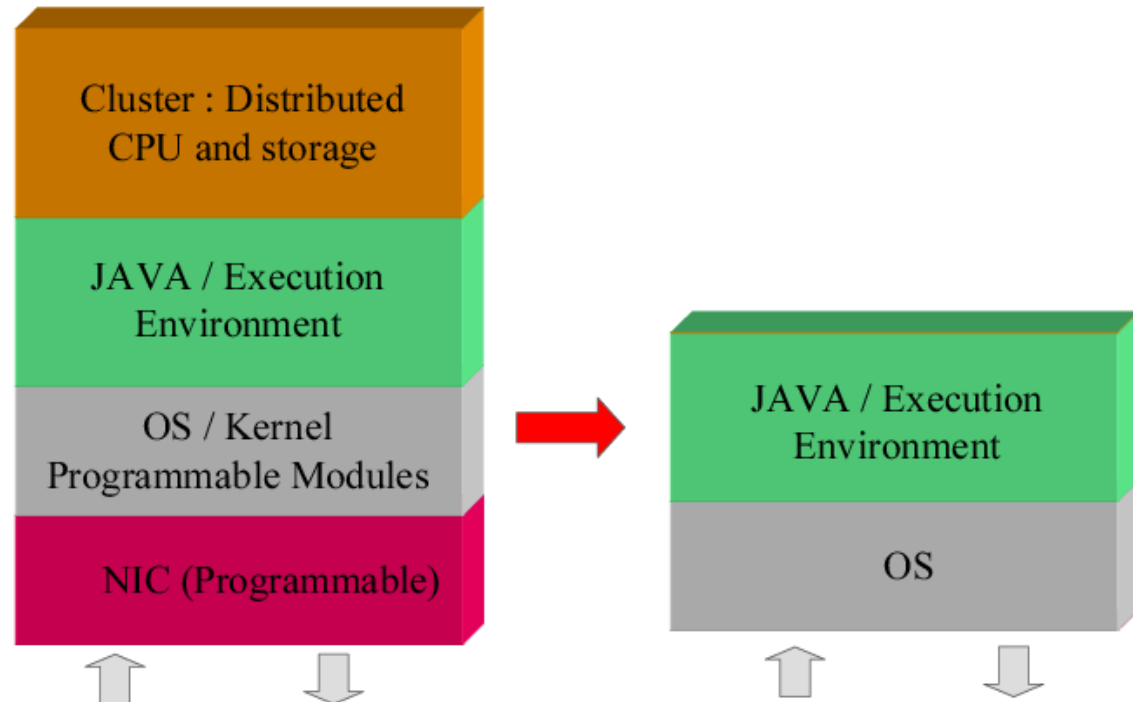 Cluster : Distributed
CPU and storage
JAVA / Execution
Environment
OS / Kernel
Programmable Modules
NIC (Programmable)
JAVA / Execution
Environment
OS